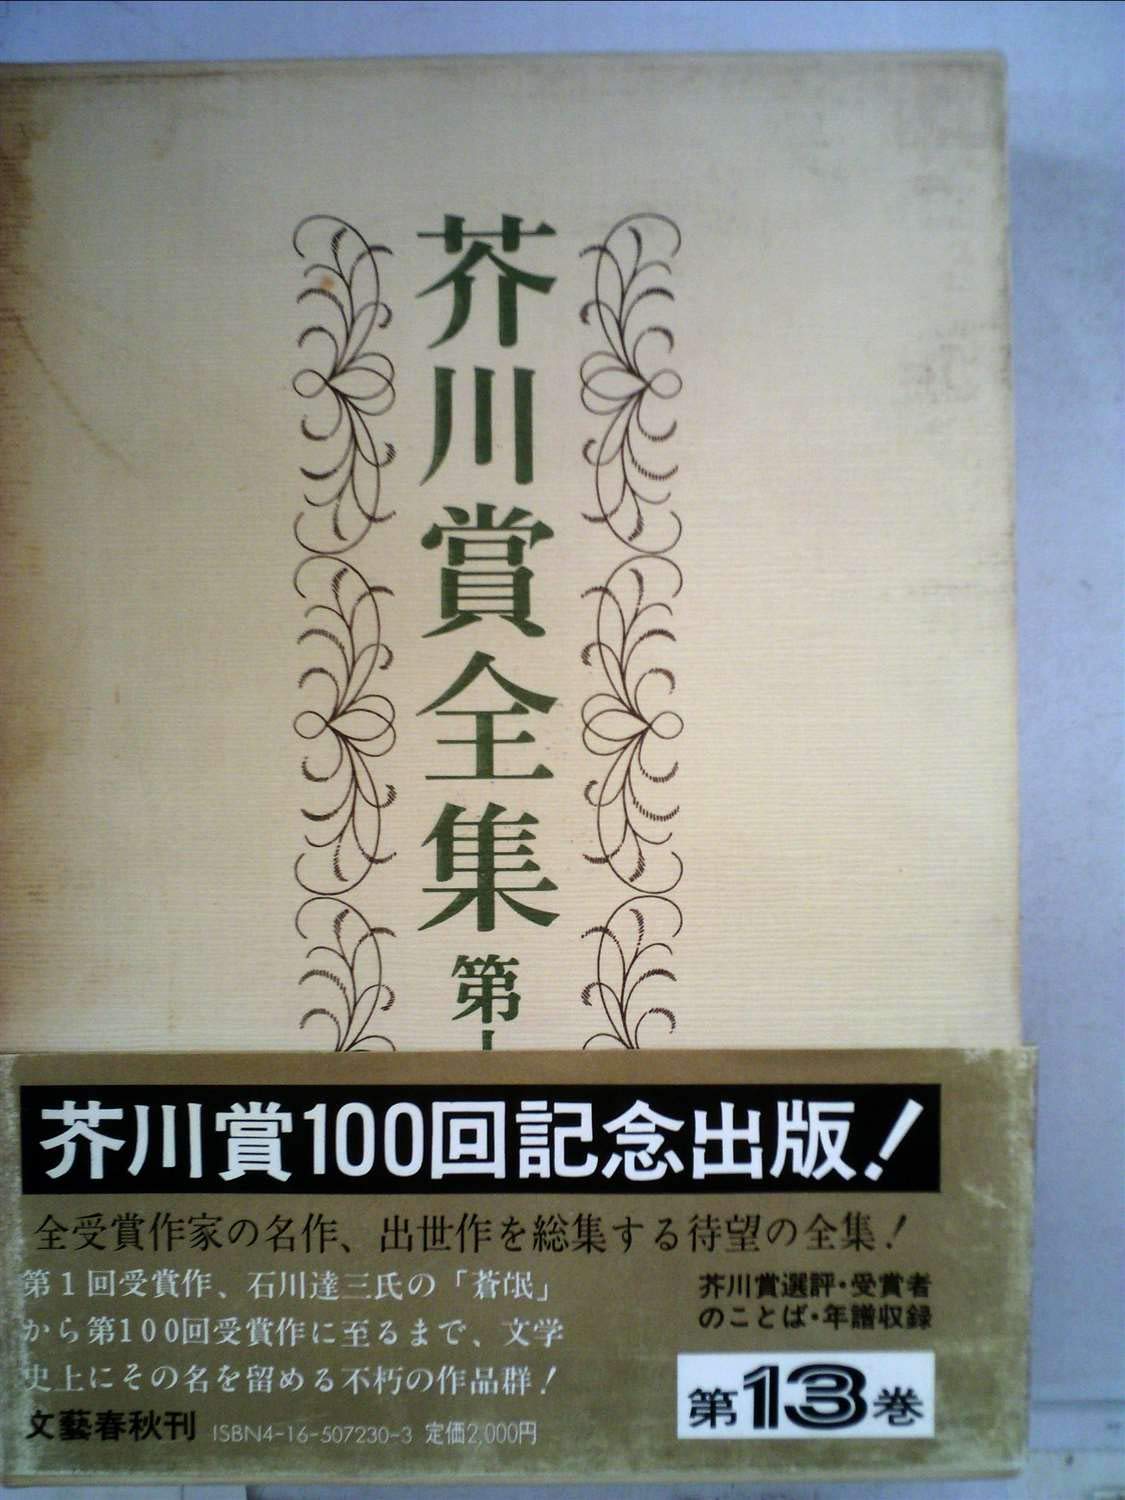 芥川賞全集
第十
芥川賞100回記念出版!
全受賞作家の名作、出世作を総集する待望の全集!
第1回受賞作、石川達三氏の「蒼氓」
から第100回受賞作に至るまで、文学
史上にその名を留める不朽の作品群!
芥川賞選評・受賞者
のことば・年譜収録
第13巻
文藝春秋刊 ISBN4-16-507230-3 定価2,000円